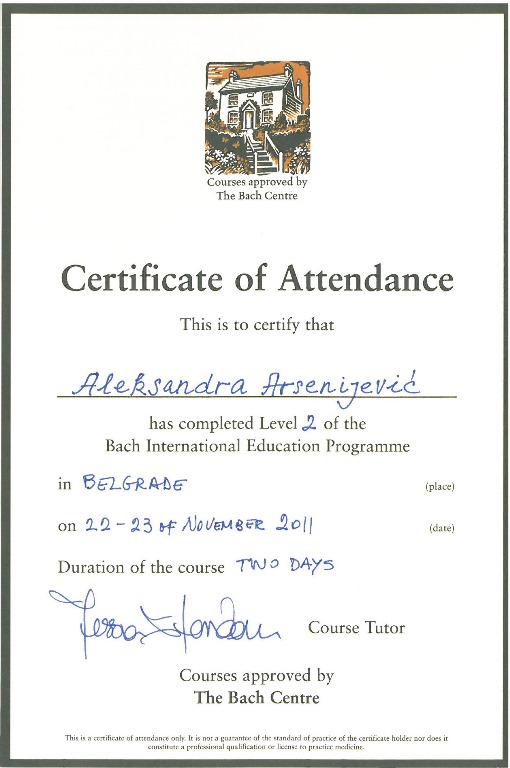 Courses approved by
The Bach Centre
Certificate of Attendance
This is to certify that
Aleksandra Arsenijević
has completed Level 2 of the
Bach International Education Programme
in BELGRADE (place)
on 22-23 OF NOVEMBER 2011 (date)
Duration of the course TWO DAYS
Course Tutor
Courses approved by
The Bach Centre
This is a certificate of attendance only. It is not a guarantee of the standard of practice of the certificate holder nor does it
constitute a professional qualification or license to practice medicine.